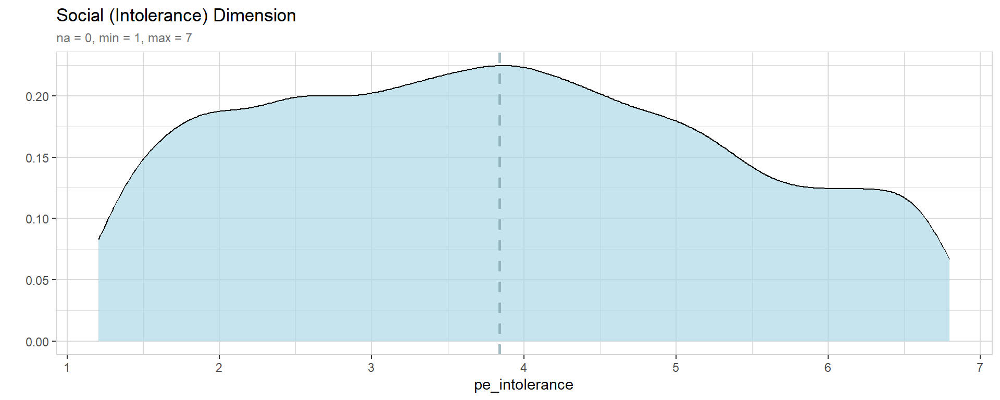 Social (Intolerance) Dimension
na = 0, min = 1, max = 7
0.20
0.15
0.10
0.05
0.00
1 2 3 4 5 6 7
pe_intolerance